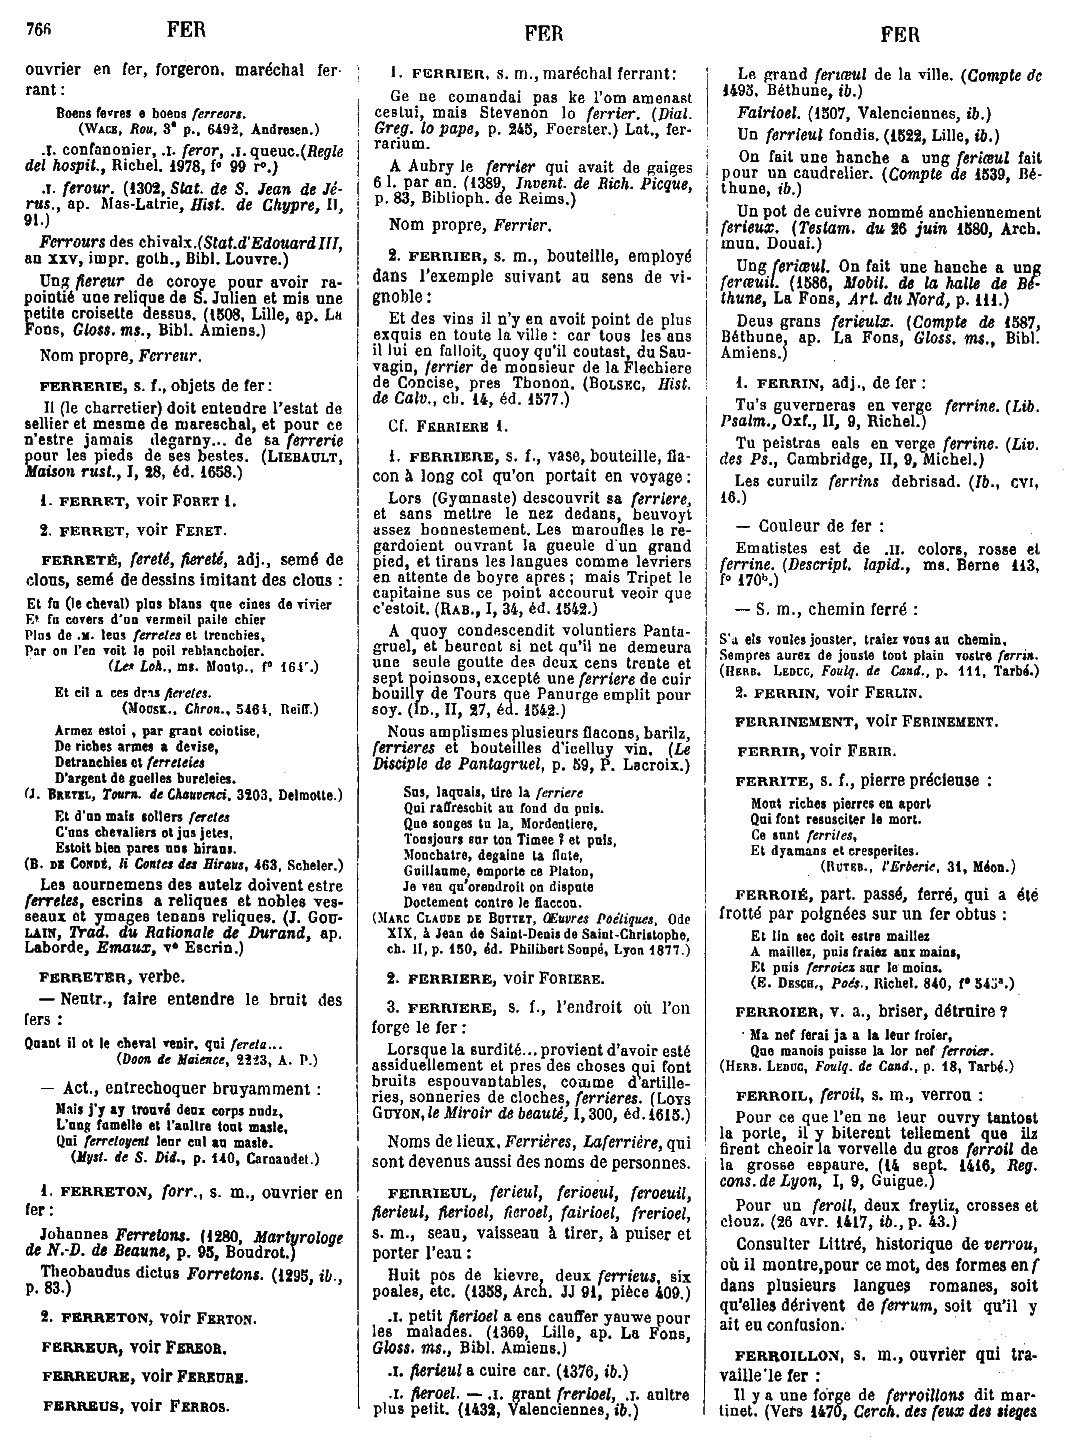 766 FER
ouvrier en fer, forgeron, maréchal fer-
rant :
Boens fevres e boens ferreors.
(Wace, Rou, 3e p., 6492, Andresen.)
.I. confanonier, .I. feror, .I. queuc. (Regle
del hospit., Richel. 1978, fo 99 ro.)
.I. ferour. (1302, Stat. de S. Jean de Jé-
rus., ap. Mas-Latrie, Hist. de Chypre, II,
91.)
Ferrours des chivalx. (Stat. d'Edouard III,
an XXV, impr. goth., Bibl. Louvre.)
Ung fiereur de coroye pour avoir ra-
pointié une relique de S. Julien et mis une
petite croisette dessus. (1508, Lille, ap. La
Fons, Gloss. ms., Bibl. Amiens.)
Nom propre, Ferreur.
FERRERIE, s. f., objets de fer :
Il (le charretier) doit entendre l'estat de
sellier et mesme de mareschal, et pour ce
n'estre jamais degarny... de sa ferrerie
pour les pieds de ses bestes. (LIEBAULT,
Maison rust., I, 28, éd. 1658.)
1. FERRET, voir FORET 1.
2. FERRET, voir FERET.
FERRETÉ, fereté, fiereté, adj., semé de
clous, semé de dessins imitant des clous :
Et fu (le cheval) plus blans que cines de vivier
Et fu covers d'un vermeil paile chier
Plus de .M. leus ferretes et trenchies,
Par ou l'en voit le poil reblanchoier.
(Les Loh., ms. Montp., fo 164c.)
Et cil a ces dras fieretes.
(MOUSK., Chron., 5464, Reiff.)
Armez estoi, par grant cointise,
De riches armes a devise,
Detranchies et ferreteies
D'argent de guelles bureleies.
(J. BRETEL, Tourn. de Chauvenci, 3203, Delmotte.)
Et d'un mais sollers feretes
C'uns chevaliers ot jus jetes,
Estoit bien pares uns hiraus.
(B. DE CONDÉ, li Contes des Hiraus, 463, Scheler.)
Les aournemens des autelz doivent estre
ferretes, escrins a reliques et nobles ves-
seaux et ymages tenans reliques. (J. GOU-
LAIN, Trad. du Rationale de Durand, ap.
Laborde, Emaux, vo Escrin.)
FERRETER, verbe.
— Neutr., faire entendre le bruit des
fers :
Quant il ot le cheval venir, qui fereta...
(Doon de Maience, 2223, A. P.)
— Act., entrechoquer bruyamment :
Mais j'y ay trouvé deux corps nudz,
L'ung famelle et l'aultre tout masle,
Qui ferretoyent leur cul au masle.
(Myst. de S. Did., p. 140, Carnandet.)
1. FERRETON, forr., s. m., ouvrier en
fer :
Johannes Ferretons. (1280, Martyrologe
de N.-D. de Beaune, p. 95, Boudrot.)
Theobaudus dictus Forretons. (1295, ib.,
p. 83.)
2. FERRETON, voir FERTON.
FERREUR, voir FEREOR.
FERREURE, voir FEREURE.
FERREUS, voir FERROS.
FER
1. FERRIER, s. m., maréchal ferrant :
Ge ne comandai pas ke l'om amenast
cestui, mais Stevenon lo ferrier. (Dial.
Greg. lo pape, p. 245, Foerster.) Lat., fer-
rarium.
A Aubry le ferrier qui avait de gaiges
6 l. par an. (1389, Invent. de Rich. Picque,
p. 83, Biblioph. de Reims.)
Nom propre, Ferrier.
2. FERRIER, s. m., bouteille, employé
dans l'exemple suivant au sens de vi-
gnoble :
Et des vins il n'y en avoit point de plus
exquis en toute la ville : car tous les ans
il lui en falloit, quoy qu'il coutast, du Sau-
vagin, ferrier de monsieur de la Flechiere
de Concise, pres Thonon. (BOLSEC, Hist.
de Calv., ch. 14, éd. 1577.)
Cf. FERRIERE 1.
1. FERRIERE, s. f., vase, bouteille, fla-
con à long col qu'on portait en voyage :
Lors (Gymnaste) descouvrit sa ferriere,
et sans mettre le nez dedans, beuvoyt
assez honnestement. Les maroufles le re-
gardoient ouvrant la gueule d'un grand
pied, et tirans les langues comme levriers
en attente de boyre apres ; mais Tripet le
capitaine sus ce point accourut veoir que
c'estoit. (RAB., I, 34, éd. 1542.)
A quoy condescendit voluntiers Panta-
gruel, et beurent si net qu'il ne demeura
une seule goutte des deux cens trente et
sept poinsons, excepté une ferriere de cuir
bouilly de Tours que Panurge emplit pour
soy. (ID., II, 27, éd. 1542.)
Nous amplismes plusieurs flacons, barilz,
ferrieres et bouteilles d'icelluy vin. (Le
Disciple de Pantagruel, p. 59, P. Lacroix.)
Sus, laquais, tire la ferriere
Qui raffreschit au fond du puis.
Que songes tu la, Mordentiere,
Tousjours sur ton Timee ? et puis,
Monchatre, degaine ta flute,
Guillaume, emporte ce Platon,
Je veu qu'orendroit on dispute
Doctement contre le flaccon.
(MARC CLAUDE DE BUTTET, Œuvres Poétiques, Ode
XIX, à Jean de Saint-Denis de Saint-Christophe,
ch. II, p. 150, éd. Philibert Soupé, Lyon 1877.)
2. FERRIERE, voir FORIERE.
3. FERRIERE, s. f., l'endroit où l'on
forge le fer :
Lorsque la surdité... provient d'avoir esté
assiduellement et pres des choses qui font
bruits espouvantables, comme d'artille-
ries, sonneries de cloches, ferrieres. (LOYS
GUYON, le Miroir de beauté, I, 300, éd. 1615.)
Noms de lieux, Ferrières, Laferrière, qui
sont devenus aussi des noms de personnes.
FERRIEUL, ferieul, ferioeul, feroeuil,
fierieul, fierioel, fieroel, fairioel, frerioel,
s. m., seau, vaisseau à tirer, à puiser et
porter l'eau :
Huit pos de kievre, deux ferrieus, six
poales, etc. (1358, Arch. JJ 91, pièce 409.)
.I. petit fierioel a ens cauffer yauwe pour
les malades. (1369, Lille, ap. La Fons,
Gloss. ms., Bibl. Amiens.)
.I. fierieul a cuire car. (1376, ib.)
.I. fieroel. — .I. grant frerioel, .I. aultre
plus petit. (1432, Valenciennes, ib.)
FER
Le grand feriœul de la ville. (Compte de
1495, Béthune, ib.)
Fairioel. (1507, Valenciennes, ib.)
Un ferrieul fondis. (1522, Lille, ib.)
On fait une hanche a ung feriœul fait
pour un caudrelier. (Compte de 1539, Bé-
thune, ib.)
Un pot de cuivre nommé anchiennement
ferieux. (Testam. du 26 juin 1580, Arch.
mun. Douai.)
Ung feriœul. On fait une hanche a ung
ferœuil. (1586, Mobil. de la halle de Bé-
thune, La Fons, Art. du Nord, p. 111.)
Deus grans ferieulx. (Compte de 1587,
Béthune, ap. La Fons, Gloss. ms., Bibl.
Amiens.)
1. FERRIN, adj., de fer :
Tu's guverneras en verge ferrine. (Lib.
Psalm., Oxf., II, 9, Richel.)
Tu peistras eals en verge ferrine. (Liv.
des Ps., Cambridge, II, 9, Michel.)
Les curuilz ferrins debrisad. (Ib., CVI,
16.)
— Couleur de fer :
Ematistes est de .II. colors, rosse et
ferrine. (Descript. lapid., ms. Berne 113,
fo 170b.)
— S. m., chemin ferré :
S'a els voules jouster, traiez vous au chemin,
Sempres aurez de jouste tout plain vostre ferrin.
(HERB. LEDUC, Foulq. de Cand., p. 111, Tarbé.)
2. FERRIN, voir FERLIN.
FERRINEMENT, voir FERINEMENT.
FERRIR, voir FERIR.
FERRITE, s. f., pierre précieuse :
Mout riches pierres en aport
Qui font resusciter le mort.
Ce sunt ferrites,
Et dyamans et cresperites.
(RUTEB., l'Erberie, 31, Méon.)
FERROIÉ, part. passé, ferré, qui a été
frotté par poignées sur un fer obtus :
Et lin sec doit estre maillez
A maillez, puis fraiez aux mains,
Et puis ferroiez sur le moins.
(E. DESCH., Poés., Richel. 840, fo 545a.)
FERROIER, v. a., briser, détruire ?
Ma nef ferai ja a la leur froier,
Que manois puisse la lor nef ferroier.
(HERB. LEDUC, Foulq. de Cand., p. 18, Tarbé.)
FERROIL, feroil, s. m., verrou :
Pour ce que l'en ne leur ouvry tantost
la porte, il y biterent tellement que ilz
firent cheoir la vorvelle du gros ferroil de
la grosse espaure. (14 sept. 1416, Reg.
cons. de Lyon, I, 9, Guigue.)
Pour un feroil, deux freytiz, crosses et
clouz. (26 avr. 1417, ib., p. 43.)
Consulter Littré, historique de verrou,
où il montre, pour ce mot, des formes en f
dans plusieurs langues romanes, soit
qu'elles dérivent de ferrum, soit qu'il y
ait eu confusion.
FERROILLON, s. m., ouvrier qui tra-
vaille le fer :
Il y a une forge de ferroillons dit mar-
tinet. (Vers 1470, Cerch. des feux des sieges